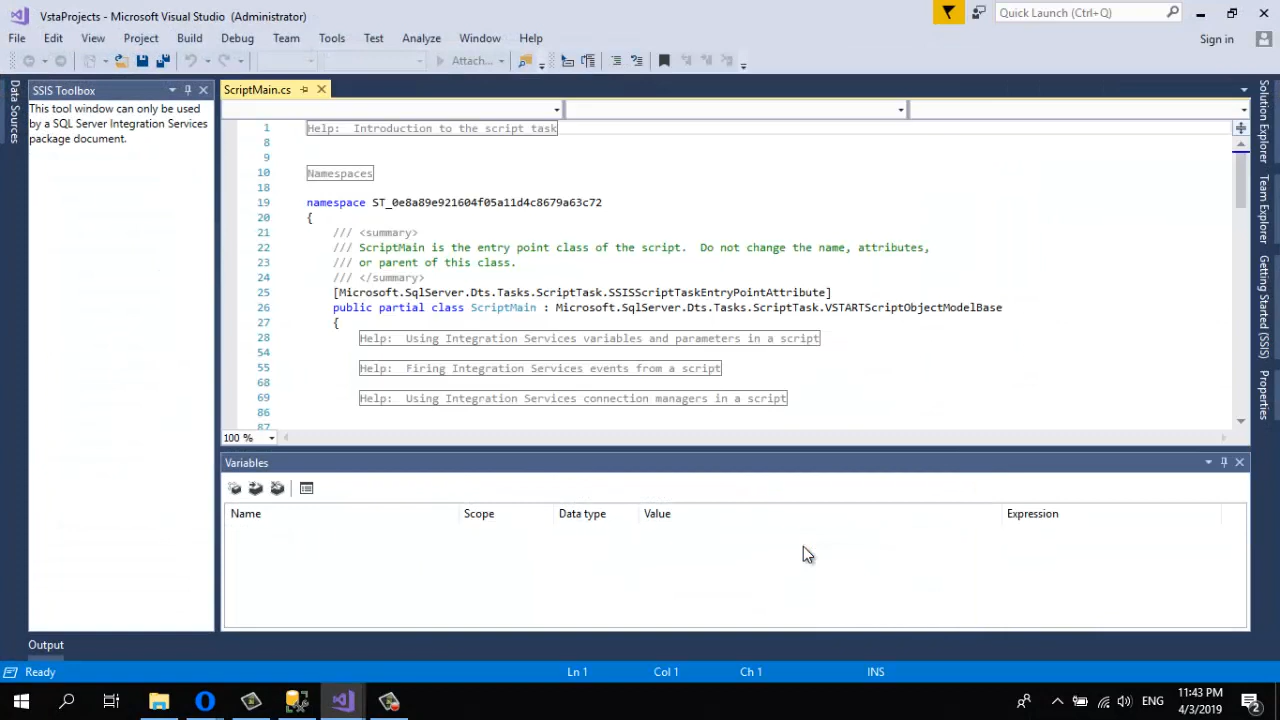 VstaProjects - Microsoft Visual Studio (Administrator)
Quick Launch (Ctrl+Q)
File Edit View Project Build Debug Team Tools Test Analyze Window Help
Sign in
Attach...
Data Sources
SSIS Toolbox
This tool window can only be used
by a SQL Server Integration Services
package document.
ScriptMain.cs
1 Help: Introduction to the script task
8
9
10 Namespaces
18
19 namespace ST_0e8a89e921604f05a11d4c8679a63c72
20 {
21 /// <summary>
22 /// ScriptMain is the entry point class of the script. Do not change the name, attributes,
23 /// or parent of this class.
24 /// </summary>
25 [Microsoft.SqlServer.Dts.Tasks.ScriptTask.SSISScriptTaskEntryPointAttribute]
26 public partial class ScriptMain : Microsoft.SqlServer.Dts.Tasks.ScriptTask.VSTARTScriptObjectModelBase
27 {
28 Help: Using Integration Services variables and parameters in a script
54
55 Help: Firing Integration Services events from a script
68
69 Help: Using Integration Services connection managers in a script
86
87
100 %
Solution Explorer
Team Explorer
Getting Started (SSIS)
Properties
Variables
Name Scope Data type Value Expression
Output
Ready Ln 1 Col 1 Ch 1 INS
ENG
11:43 PM
4/3/2019
2